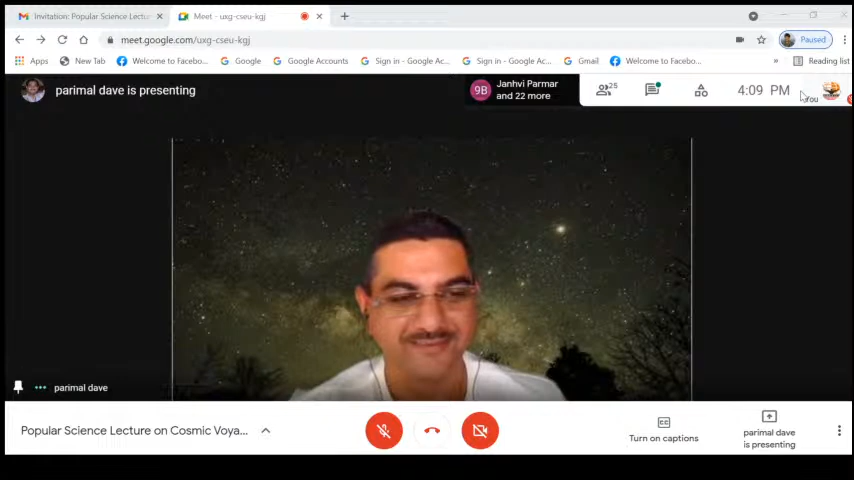 Invitation: Popular Science Lectu
Meet - uxg-cseu-kgj
meet.google.com/uxg-cseu-kgj
Paused
Apps
New Tab
Welcome to Facebo...
Google
Google Accounts
Sign in - Google Ac...
Sign in - Google Ac...
Gmail
Welcome to Facebo...
»
Reading list
parimal dave is presenting
9B
Janhvi Parmar
and 22 more
25
4:09 PM
You
parimal dave
Popular Science Lecture on Cosmic Voya...
CC
Turn on captions
parimal dave
is presenting